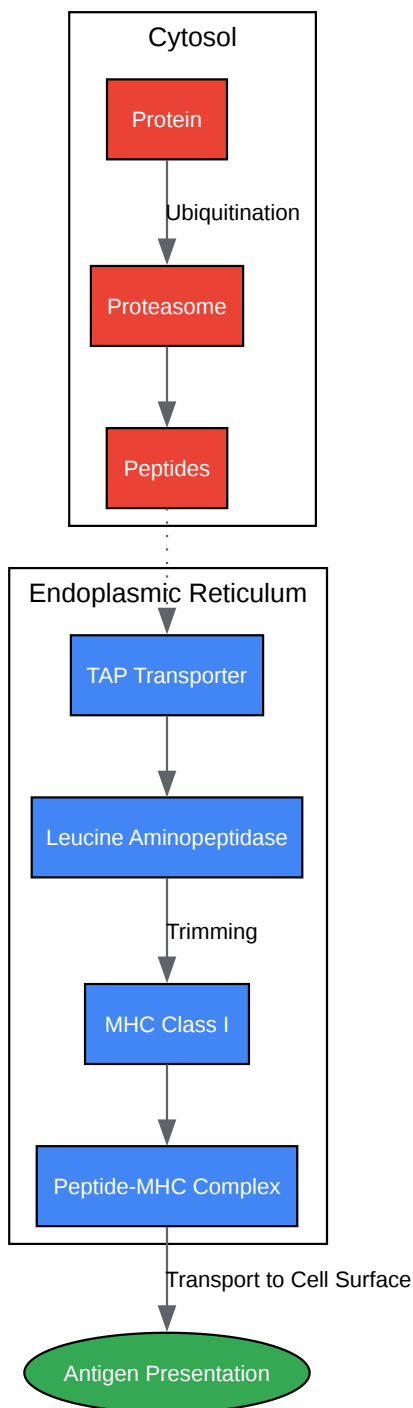 Cytosol
Protein
Ubiquitination
Proteasome
Peptides
Endoplasmic Reticulum
TAP Transporter
Leucine Aminopeptidase
Trimming
MHC Class I
Peptide-MHC Complex
Transport to Cell Surface
Antigen Presentation